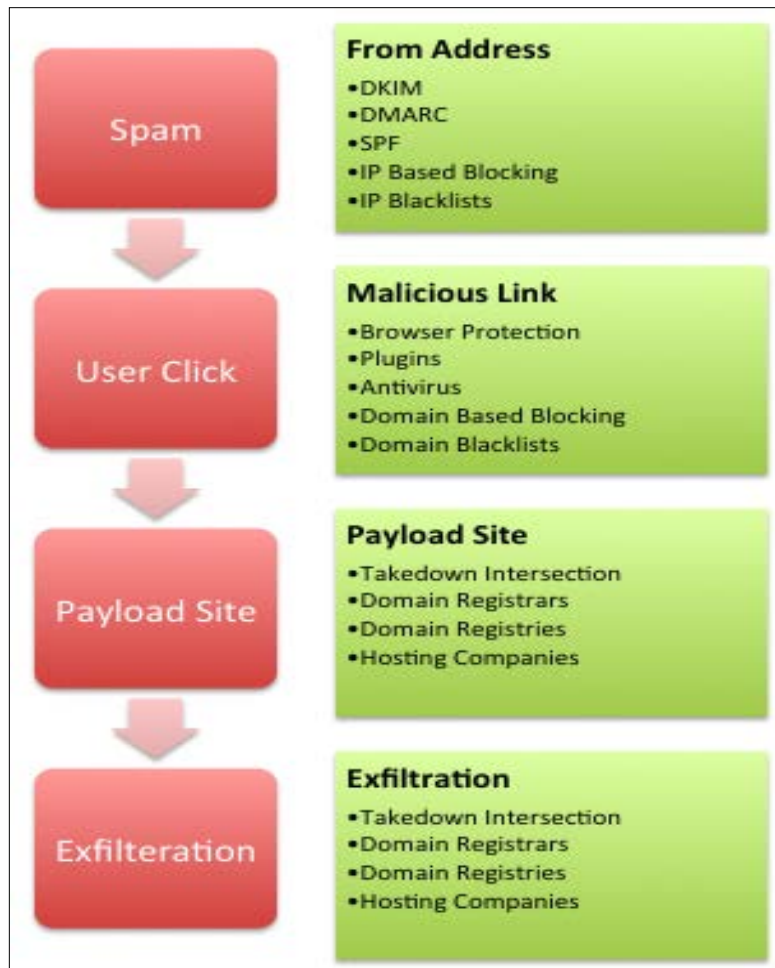 Spam
From Address
•DKIM
•DMARC
•SPF
•IP Based Blocking
•IP Blacklists
User Click
Malicious Link
•Browser Protection
•Plugins
•Antivirus
•Domain Based Blocking
•Domain Blacklists
Payload Site
Payload Site
•Takedown Intersection
•Domain Registrars
•Domain Registries
•Hosting Companies
Exfilteration
Exfiltration
•Takedown Intersection
•Domain Registrars
•Domain Registries
•Hosting Companies